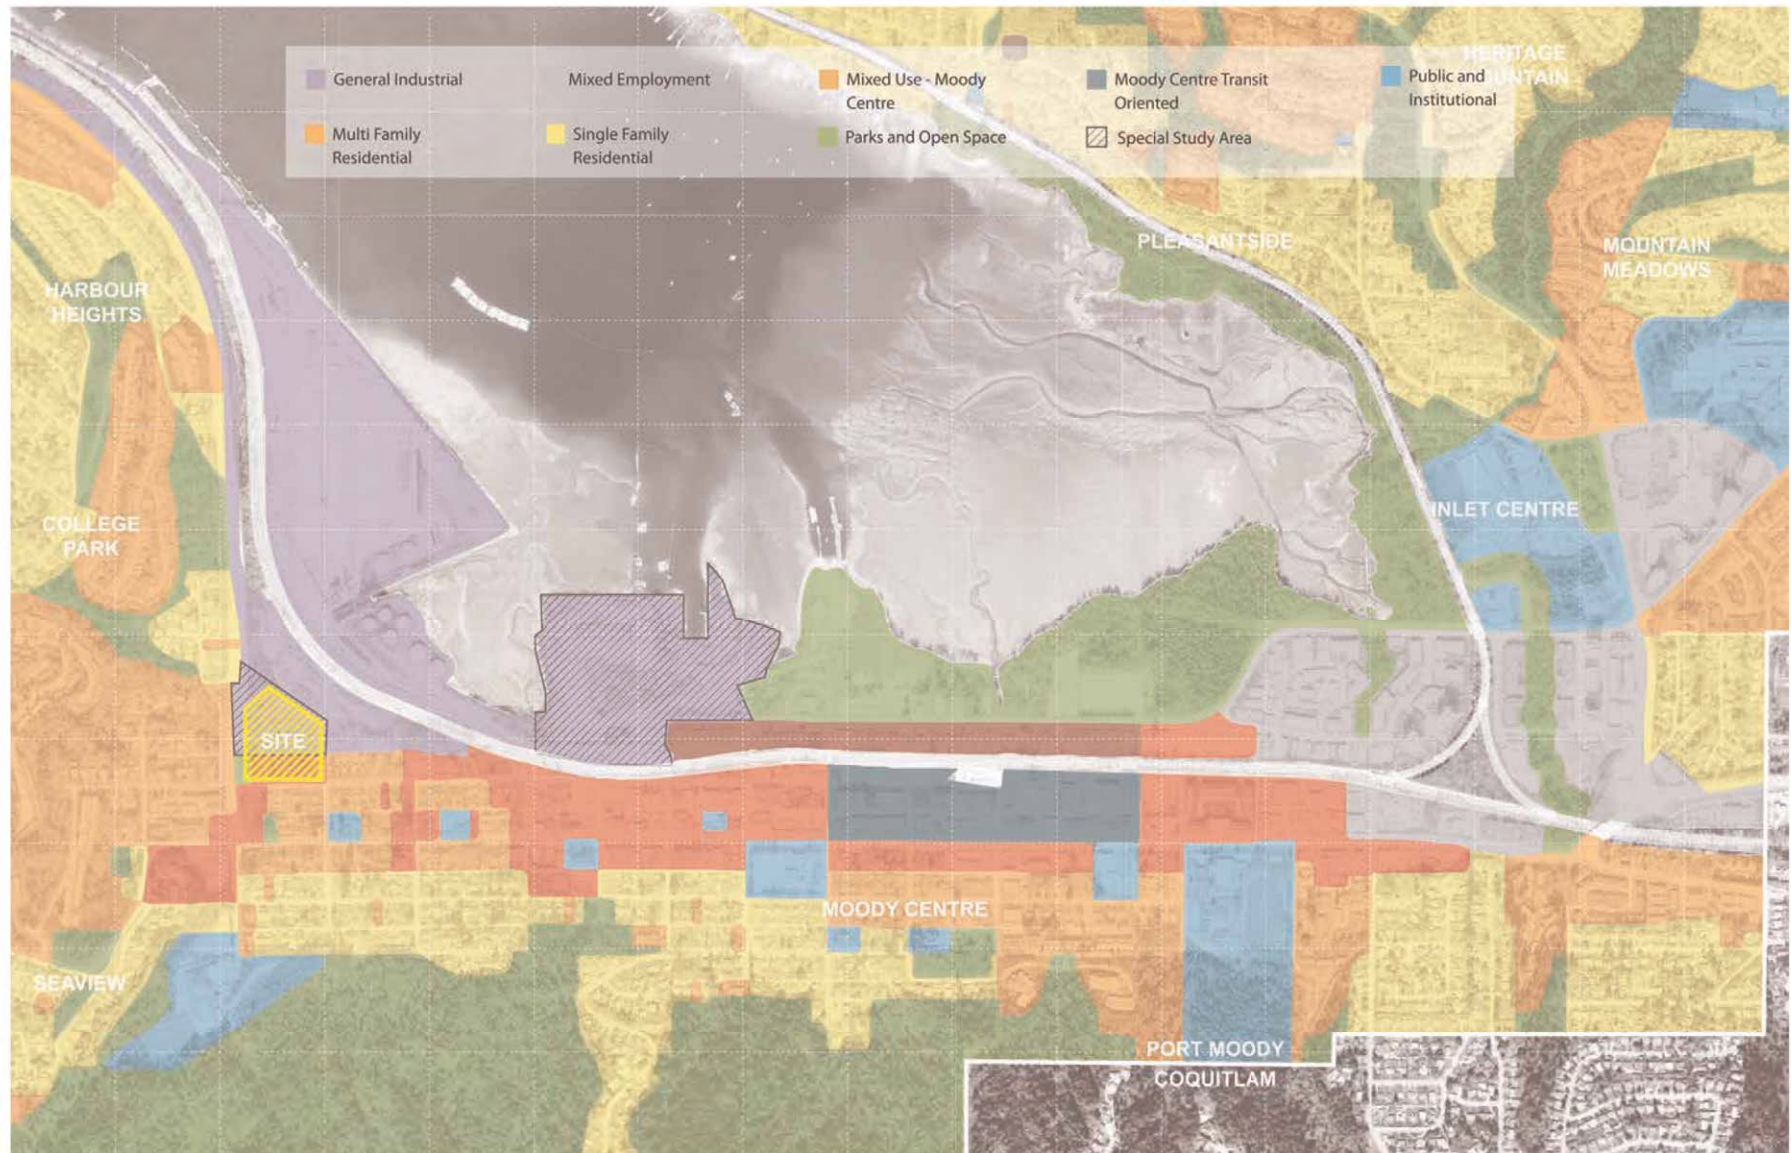 General Industrial
Mixed Employment
Mixed Use - Moody
Centre
Moody Centre Transit
Oriented
Public and
Institutional
Multi Family
Residential
Single Family
Residential
Parks and Open Space
Special Study Area
HERITAGE
MOUNTAIN
PLEASANTSIDE
MOUNTAIN
MEADOWS
HARBOUR
HEIGHTS
COLLEGE
PARK
INLET CENTRE
SITE
MOODY CENTRE
SEAVIEW
PORT MOODY
COQUITLAM